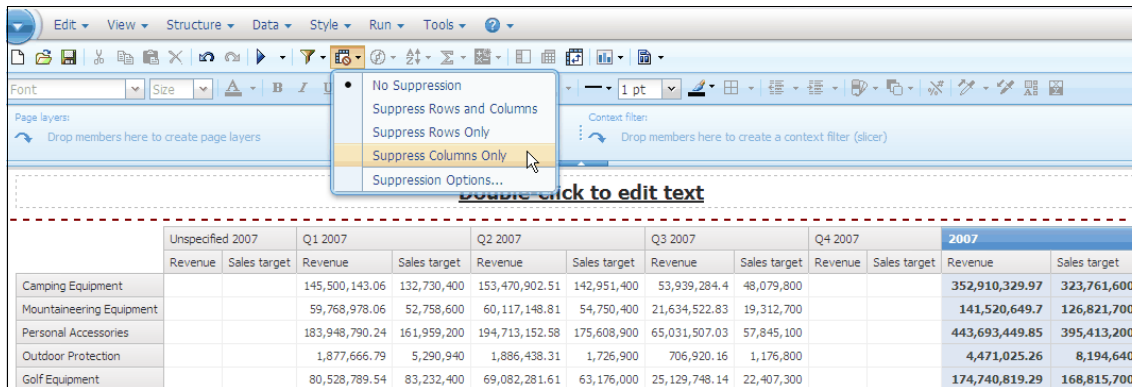 Edit View Structure Data Style Run Tools
Font Size B I U 1 pt
No Suppression
Suppress Rows and Columns
Suppress Rows Only
Suppress Columns Only
Suppression Options...
Page layers:
Drop members here to create page layers
Context filter:
Drop members here to create a context filter (slicer)
Double-click to edit text
Unspecified 2007 Q1 2007 Q2 2007 Q3 2007 Q4 2007 2007
Revenue Sales target Revenue Sales target Revenue Sales target Revenue Sales target Revenue Sales target Revenue Sales target
Camping Equipment 145,500,143.06 132,730,400 153,470,902.51 142,951,400 53,939,284.4 48,079,800 352,910,329.97 323,761,600
Mountaineering Equipment 59,768,978.06 52,758,600 60,117,148.81 54,750,400 21,634,522.83 19,312,700 141,520,649.7 126,821,700
Personal Accessories 183,948,790.24 161,959,200 194,713,152.58 175,608,900 65,031,507.03 57,845,100 443,693,449.85 395,413,200
Outdoor Protection 1,877,666.79 5,290,940 1,886,438.31 1,726,900 706,920.16 1,176,800 4,471,025.26 8,194,640
Golf Equipment 80,528,789.54 83,232,400 69,082,281.61 63,176,000 25,129,748.14 22,407,300 174,740,819.29 168,815,700